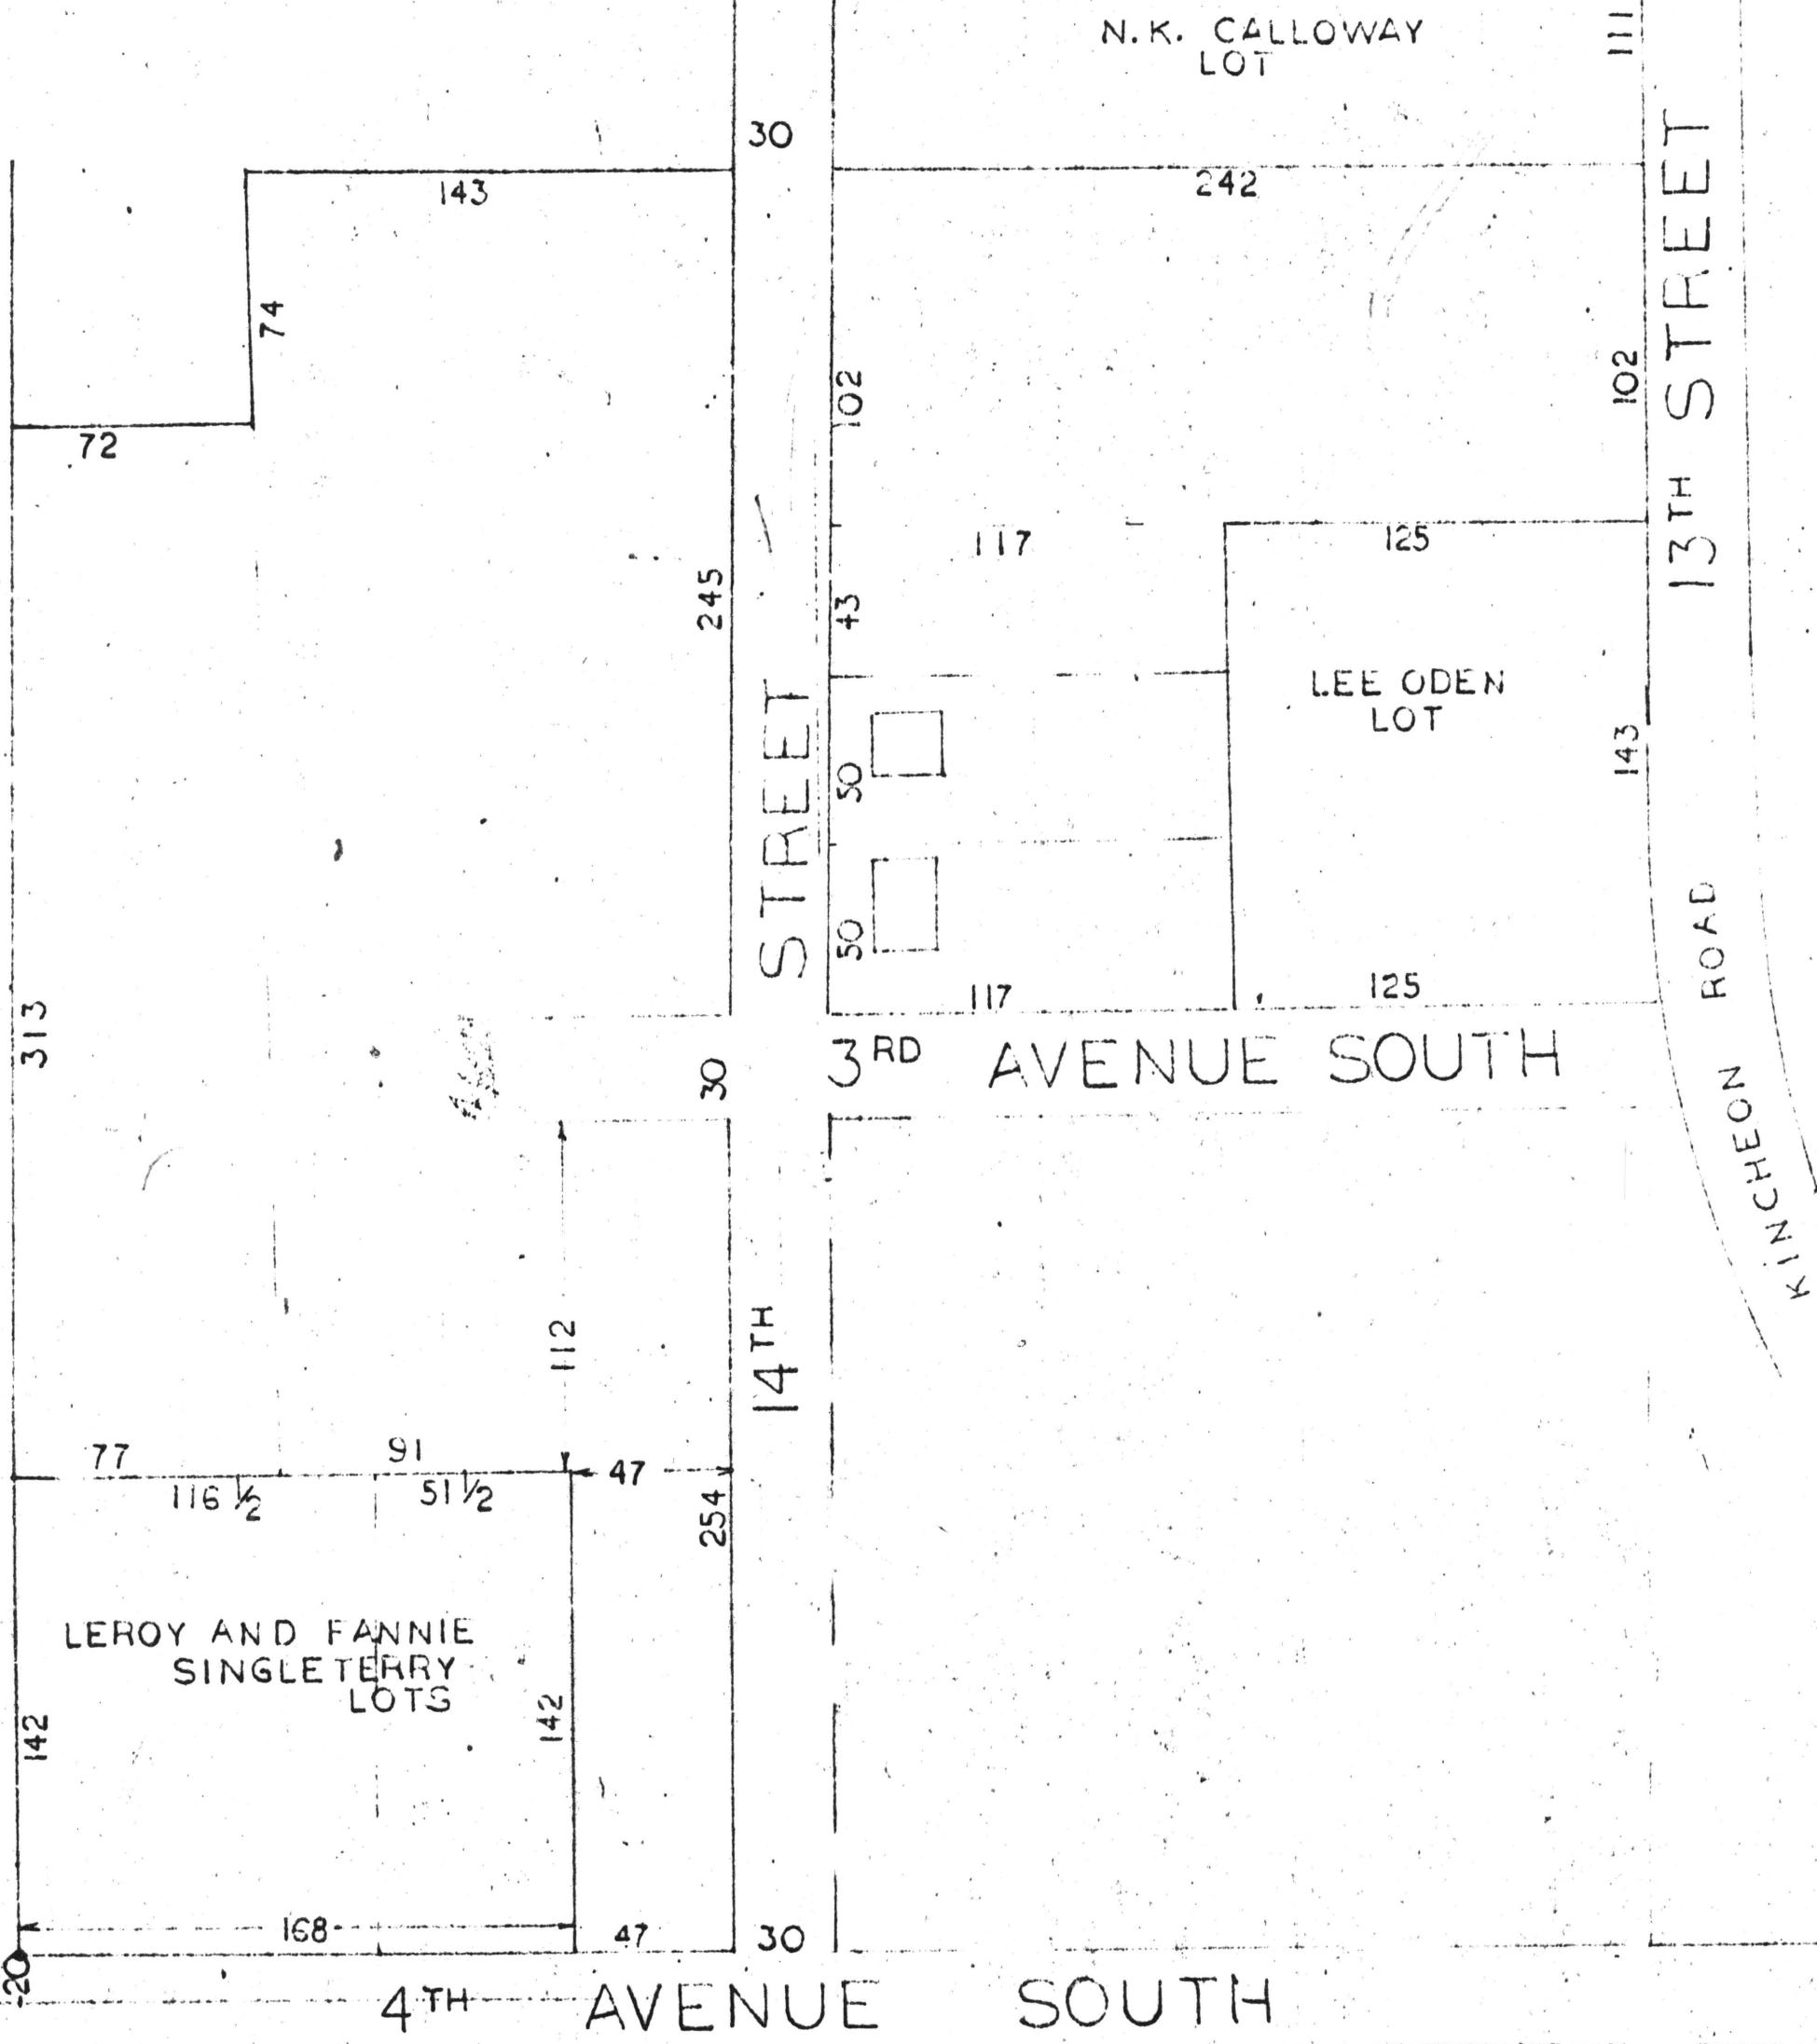 N.K. CALLOWAY
LOT
111
30
143
242
74
13TH STREET
102
102
72
117
125
245
43
LEE ODEN
LOT
143
50
STREET
50
117
125
ROAD
313
30
3RD AVENUE SOUTH
KINCHEON
112
14TH
77
91
47
116 1/2
51 1/2
254
LEROY AND FANNIE
SINGLETERRY
LOTS
142
142
168
47
30
20
4TH AVENUE SOUTH